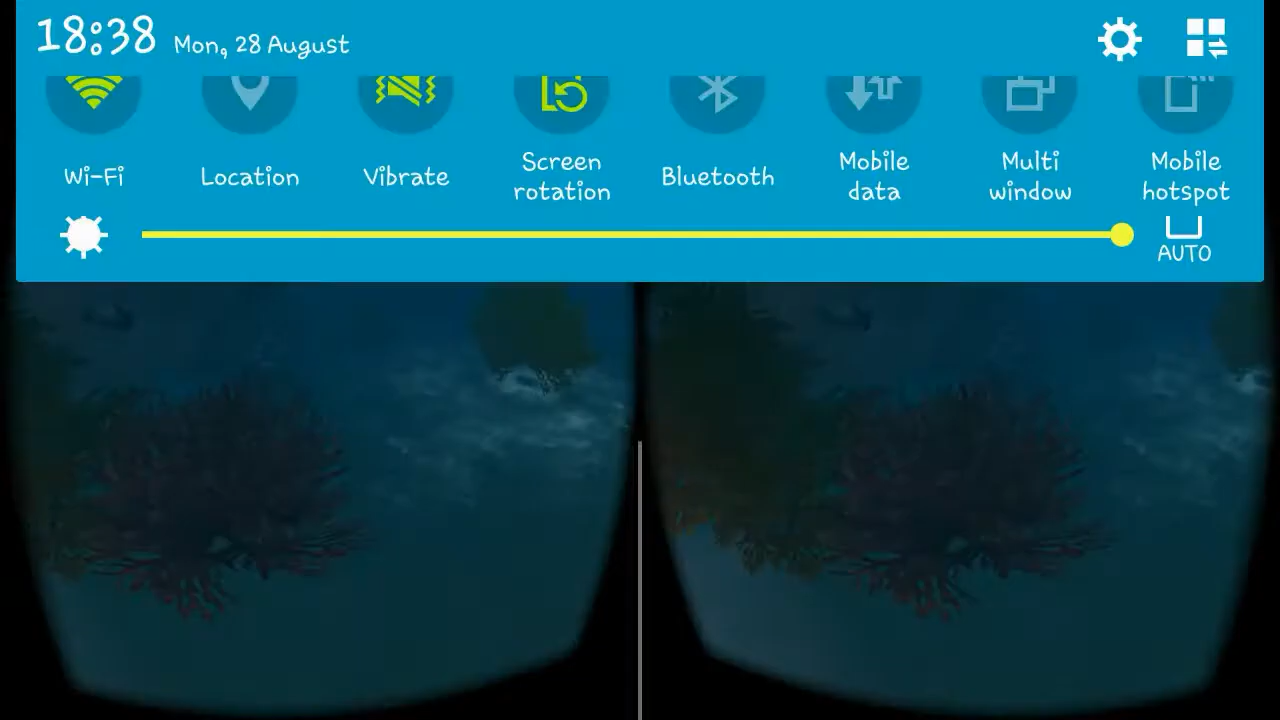 18:38 Mon, 28 August
Wi-Fi
Location
Vibrate
Screen
rotation
Bluetooth
Mobile
data
Multi
window
Mobile
hotspot
AUTO